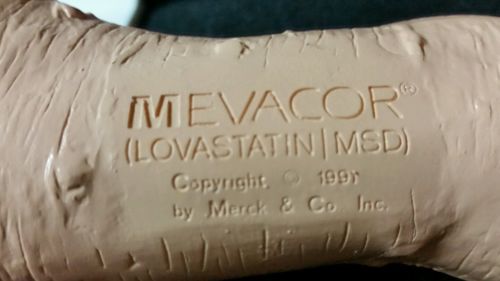 MEVACOR®
(LOVASTATIN|MSD)
Copyright © 1991
by Merck & Co Inc.